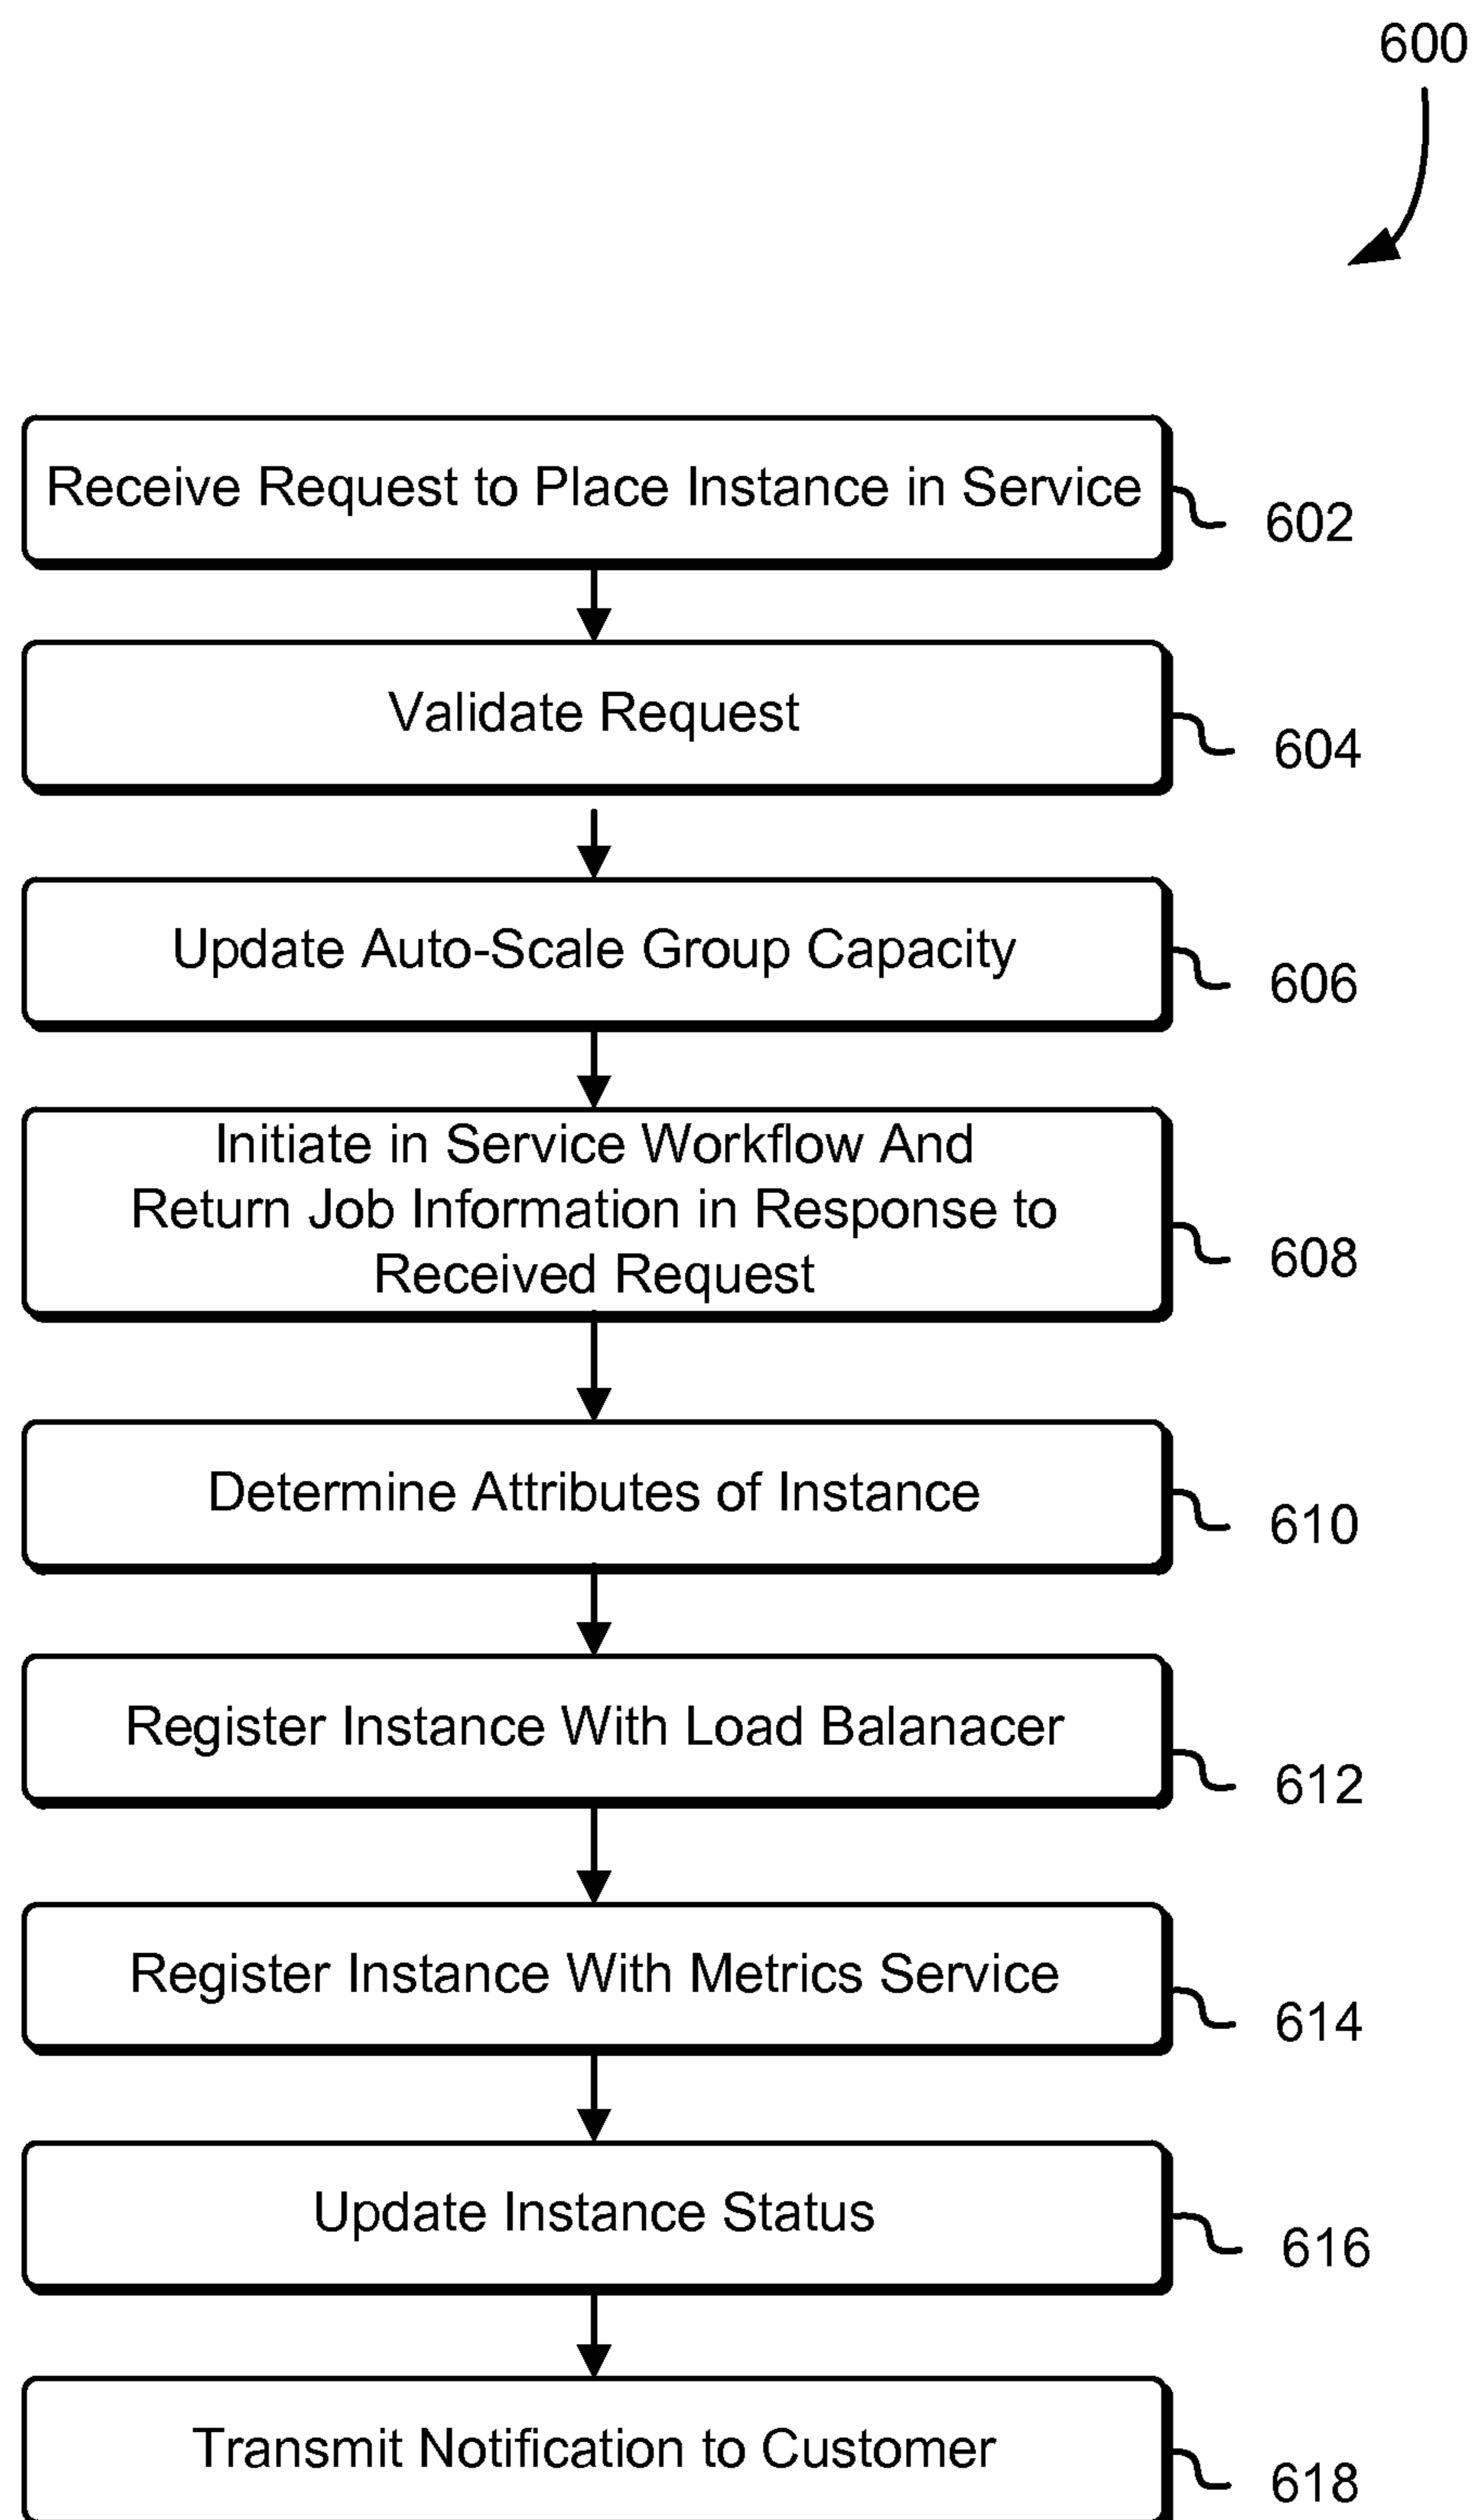 600
Receive Request to Place Instance in Service
602
Validate Request
604
Update Auto-Scale Group Capacity
606
Initiate in Service Workflow And
Return Job Information in Response to
Received Request
608
Determine Attributes of Instance
610
Register Instance With Load Balanacer
612
Register Instance With Metrics Service
614
Update Instance Status
616
Transmit Notification to Customer
618